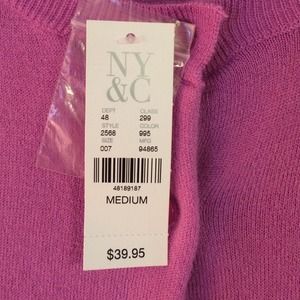 NY
&C
DEPT CLASS
48 299
STYLE COLOR
2568 995
SIZE MFG
007 94865
48189187
MEDIUM
$39.95